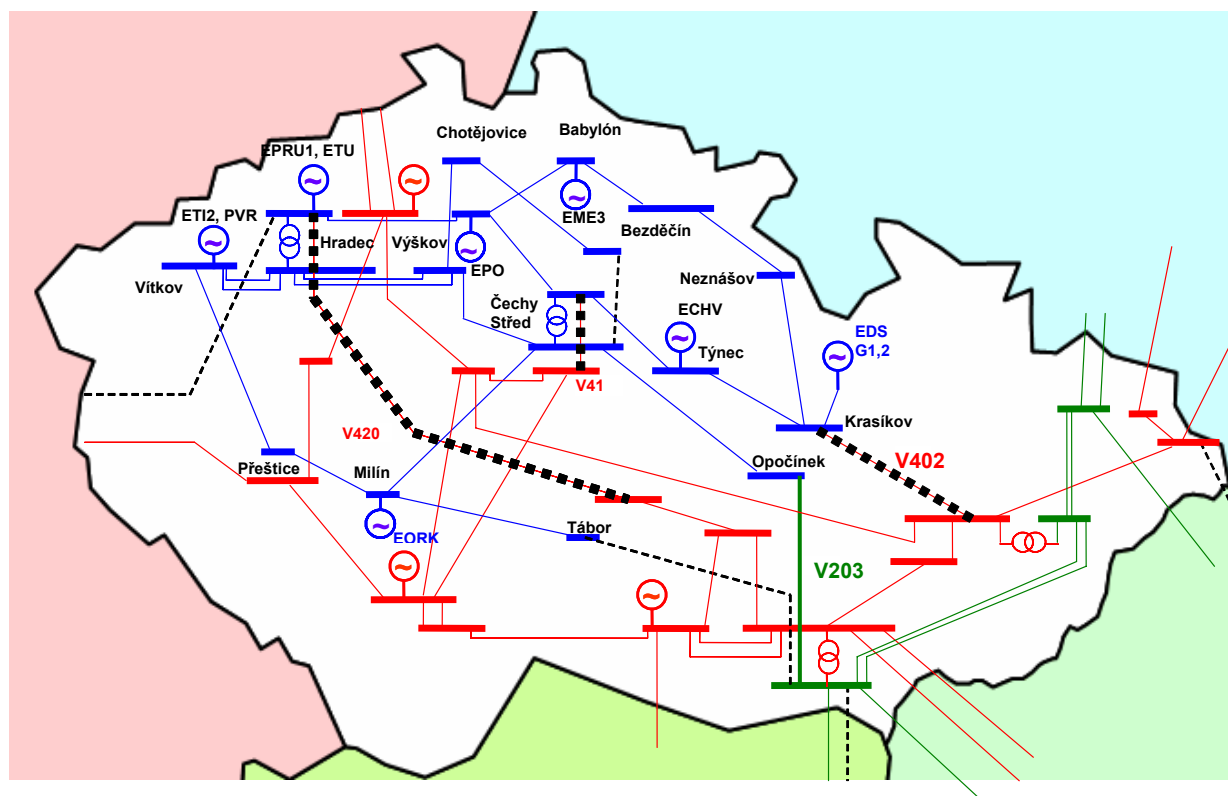 Chotějovice
Babylón
EPRU1, ETU
ETI2, PVR
EME3
Bezděčín
Hradec
Výškov
EPO
Vítkov
Neznášov
Čechy
Střed
ECHV
EDS
G1,2
Týnec
V41
Krasíkov
V420
V402
Opočínek
Přeštice
Milín
EORK
Tábor
V203